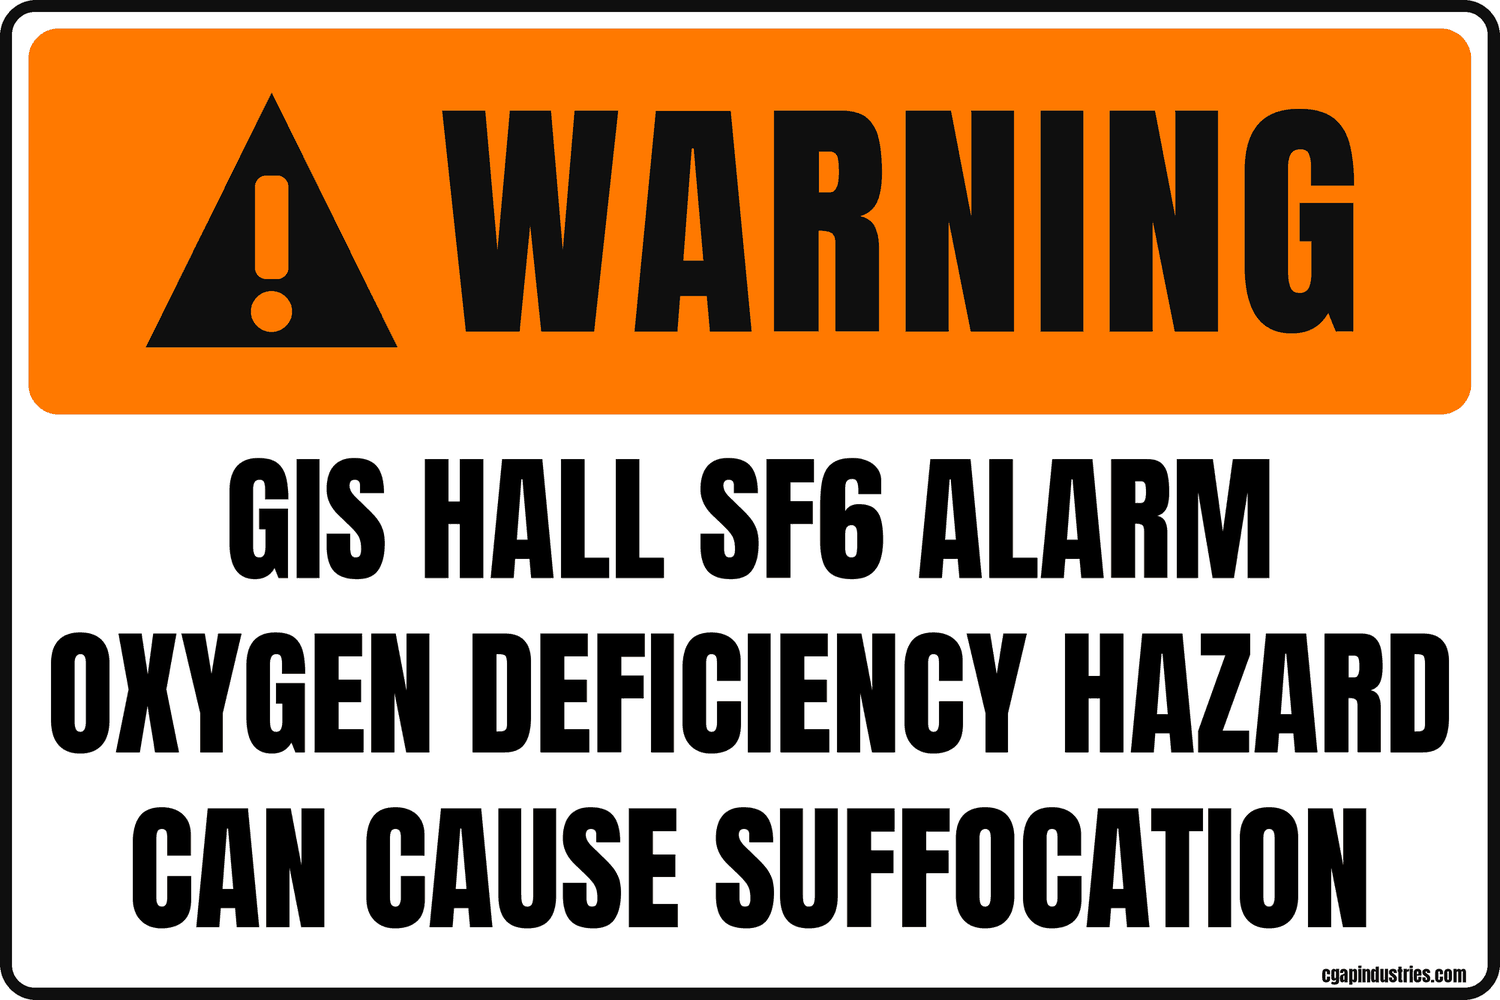 WARNING
GIS HALL SF6 ALARM
OXYGEN DEFICIENCY HAZARD
CAN CAUSE SUFFOCATION
cgapindustries.com